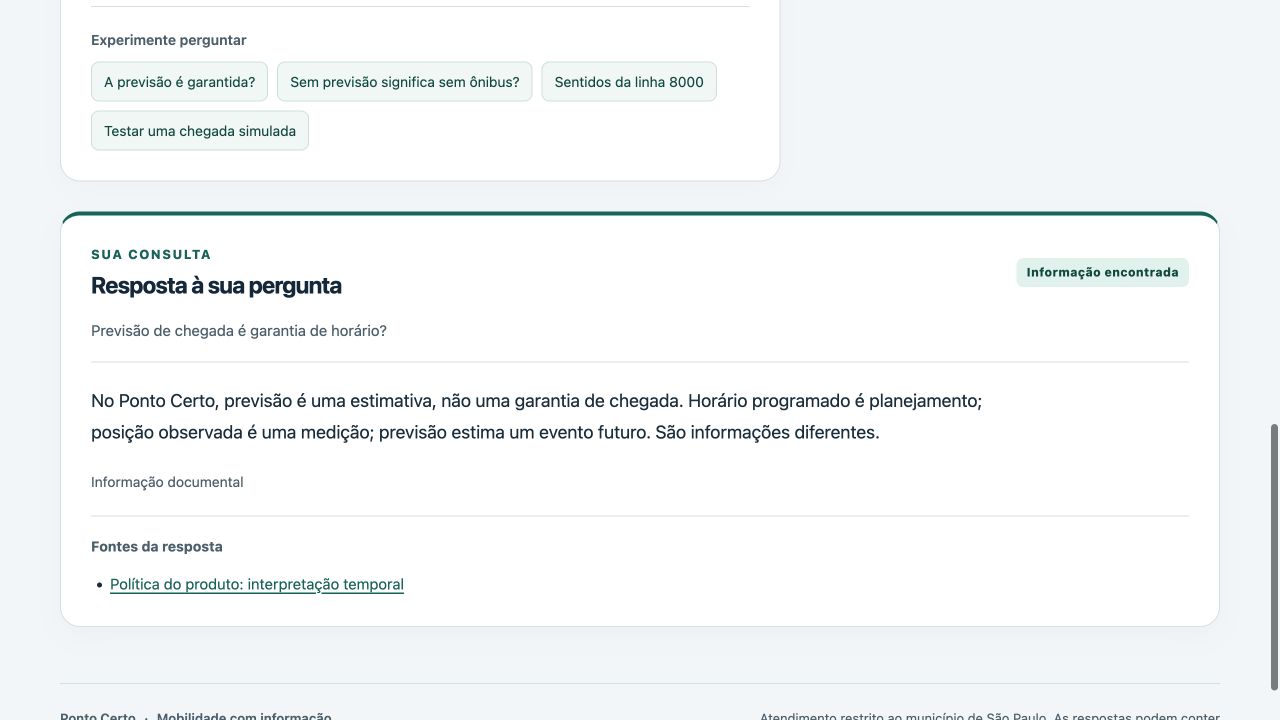 Experimente perguntar
A previsão é garantida?
Sem previsão significa sem ônibus?
Sentidos da linha 8000
Testar uma chegada simulada
SUA CONSULTA
Resposta à sua pergunta
Informação encontrada
Previsão de chegada é garantia de horário?
No Ponto Certo, previsão é uma estimativa, não uma garantia de chegada. Horário programado é planejamento;
posição observada é uma medição; previsão estima um evento futuro. São informações diferentes.
Informação documental
Fontes da resposta
• Política do produto: interpretação temporal
Ponto Certo · Mobilidade com informação
Atendimento restrito ao município de São Paulo. As respostas podem conter